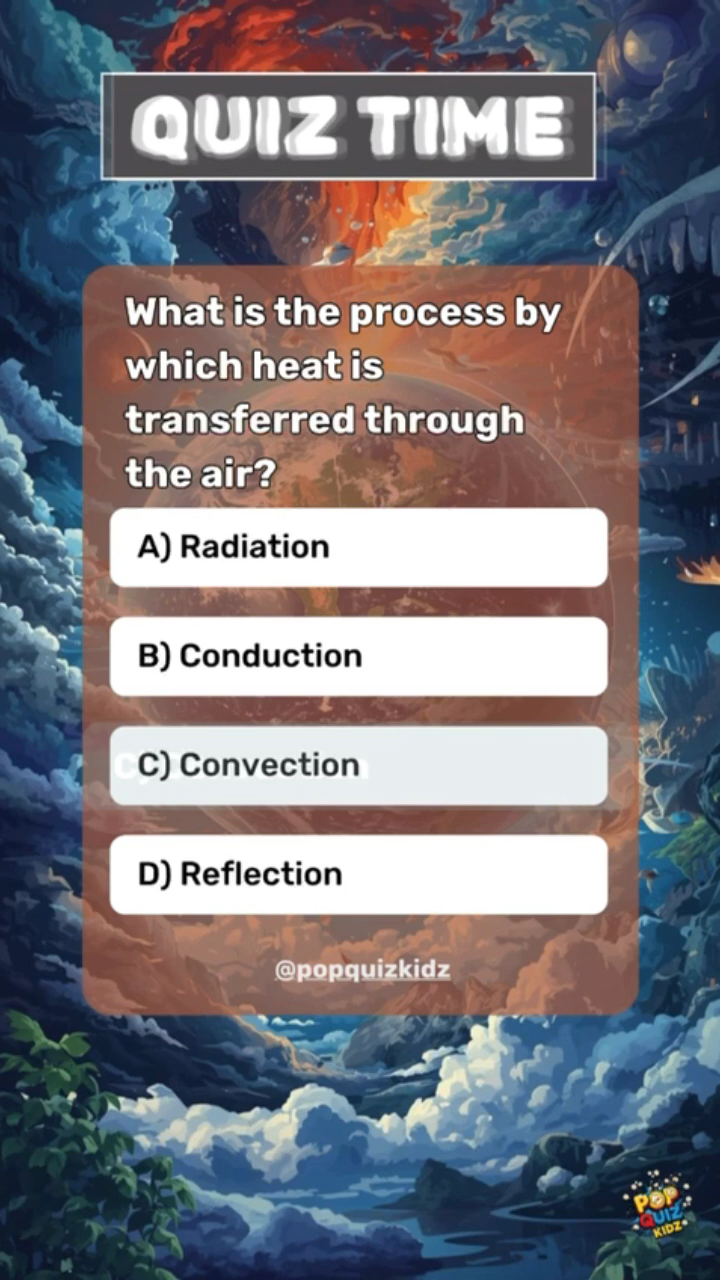 QUIZ TIME
What is the process by
which heat is
transferred through
the air?
A) Radiation
B) Conduction
C) Convection
D) Reflection
@popquizkidz
POP
QUIZ
KIDZ